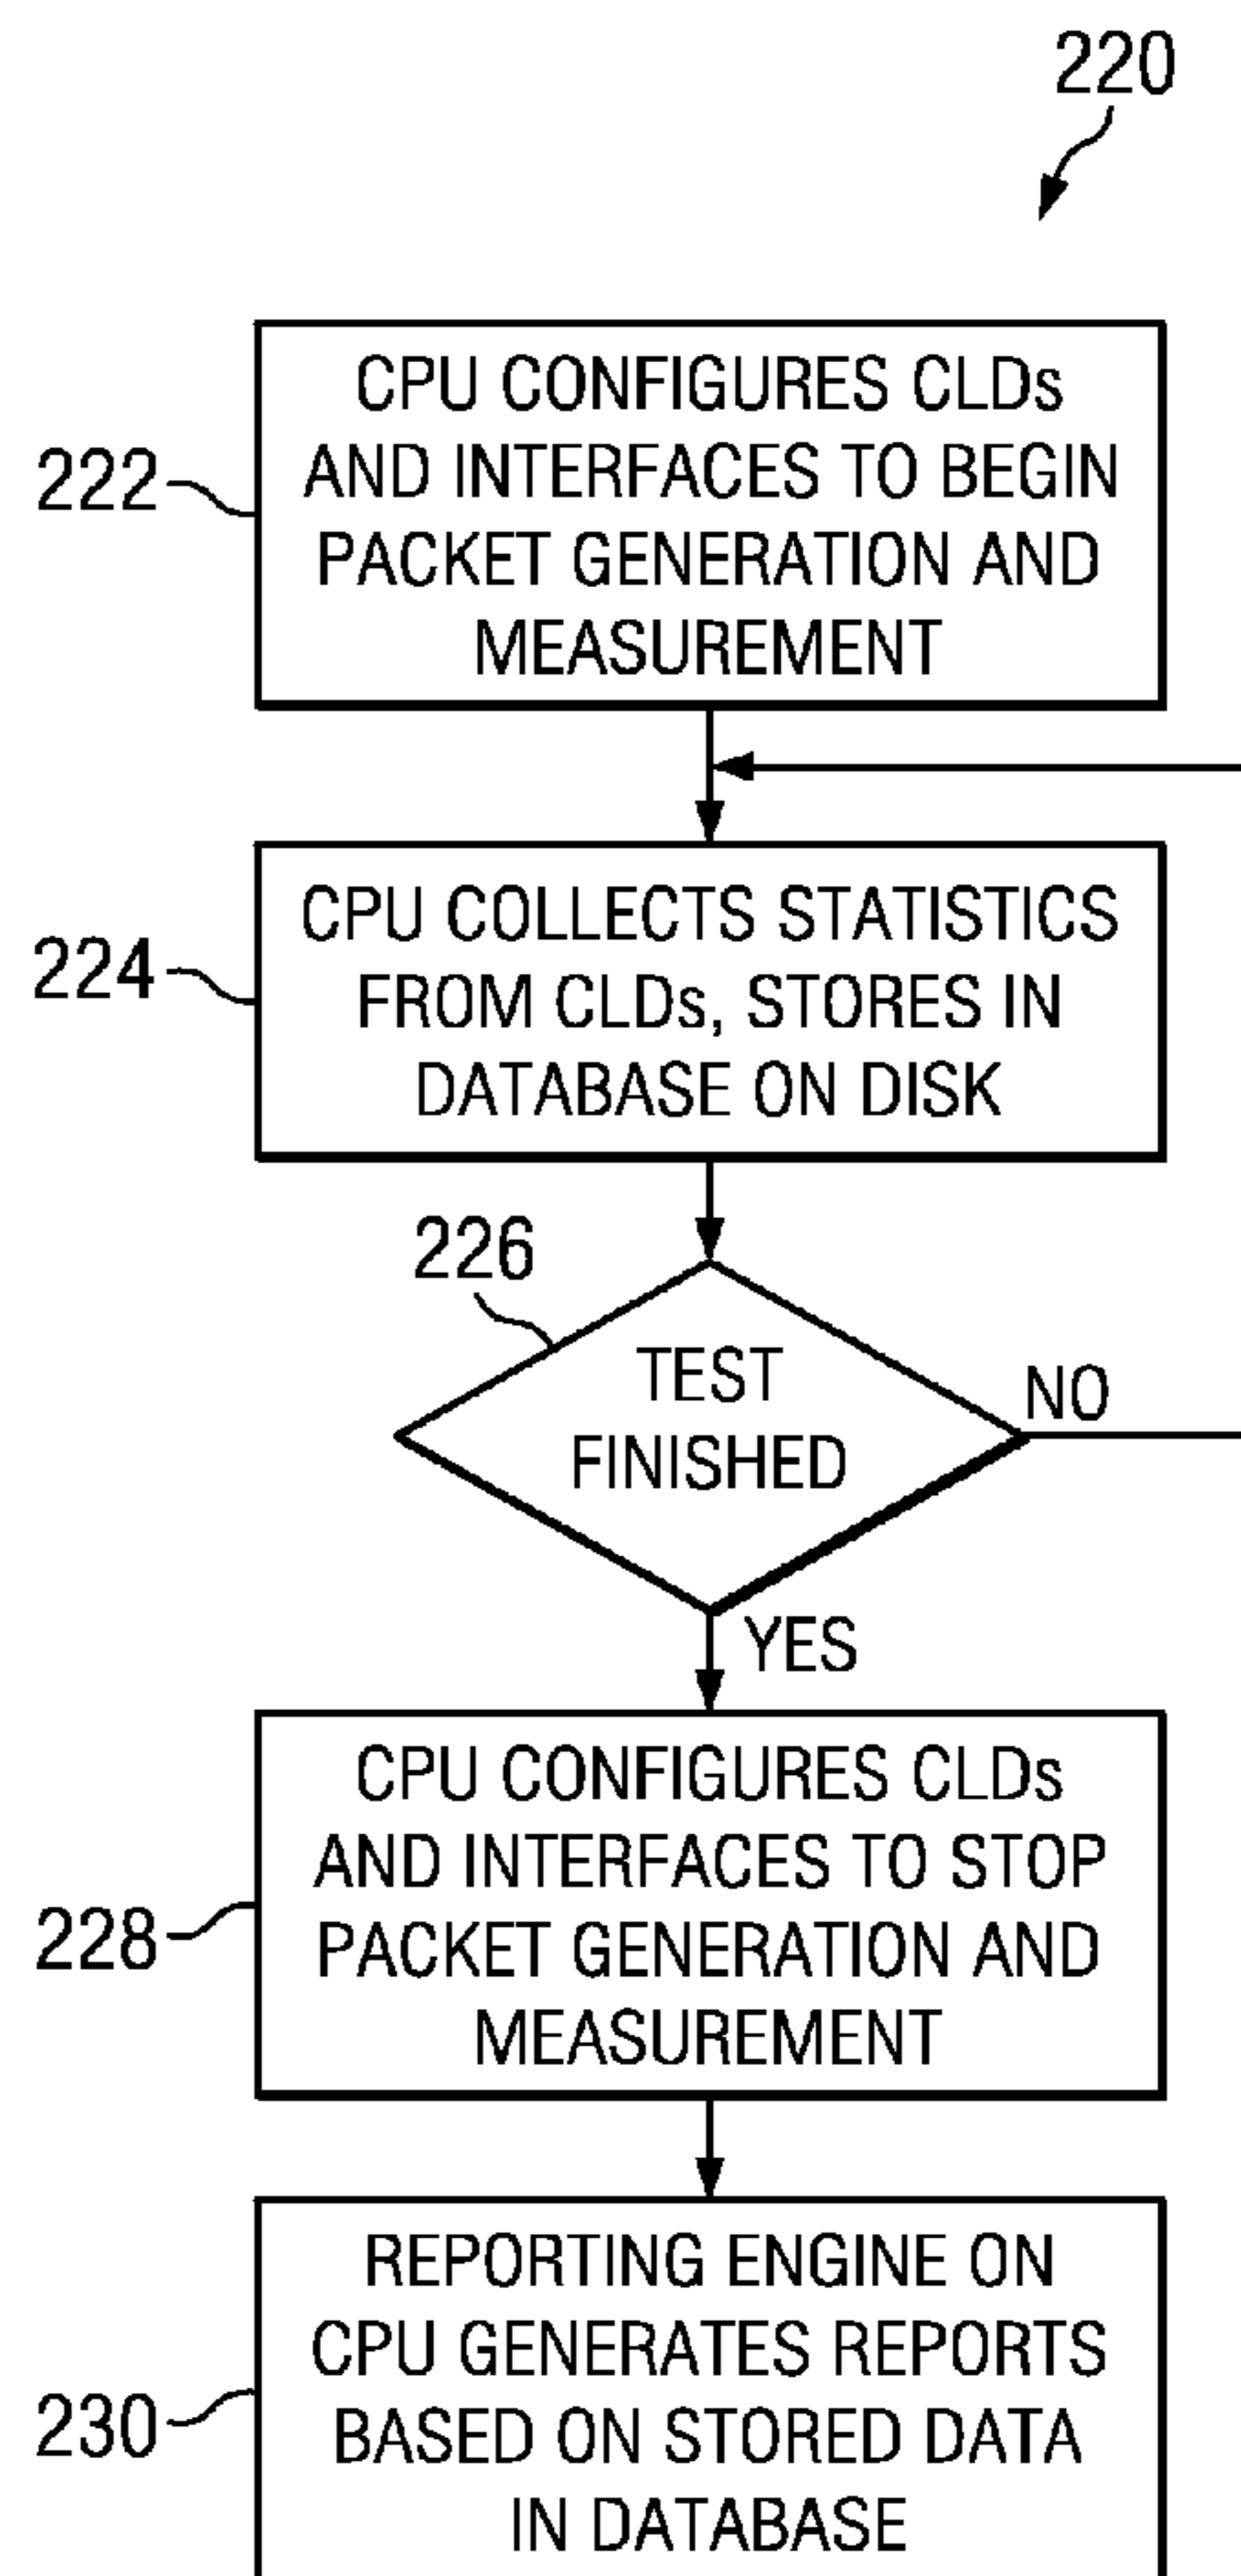 220
222
CPU CONFIGURES CLDs
AND INTERFACES TO BEGIN
PACKET GENERATION AND
MEASUREMENT
224
CPU COLLECTS STATISTICS
FROM CLDs, STORES IN
DATABASE ON DISK
226
TEST
FINISHED
NO
YES
228
CPU CONFIGURES CLDs
AND INTERFACES TO STOP
PACKET GENERATION AND
MEASUREMENT
230
REPORTING ENGINE ON
CPU GENERATES REPORTS
BASED ON STORED DATA
IN DATABASE